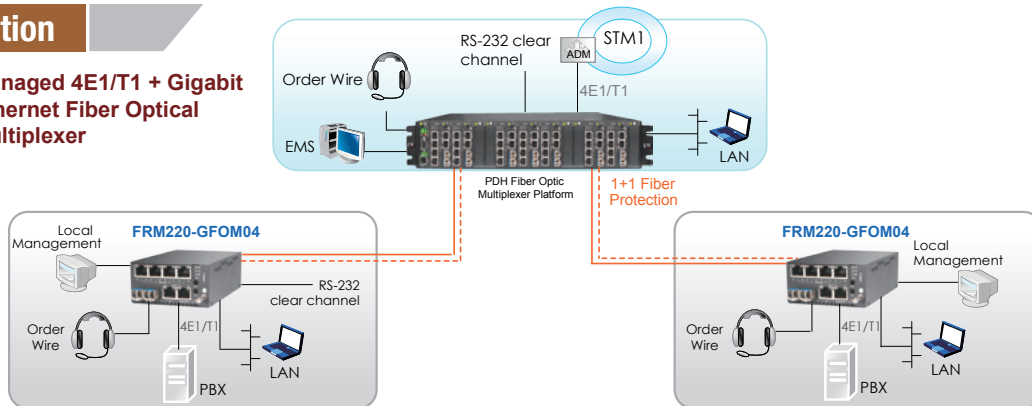 tion
naged 4E1/T1 + Gigabit
hernet Fiber Optical
ultiplexer
RS-232 clear
channel
STM1
ADM
Order Wire
4E1/T1
EMS
LAN
PDH Fiber Optic
Multiplexer Platform
1+1 Fiber
Protection
Local
Management
FRM220-GFOM04
RS-232
clear channel
Order
Wire
4E1/T1
LAN
PBX
FRM220-GFOM04
Local
Management
Order
Wire
4E1/T1
LAN
PBX